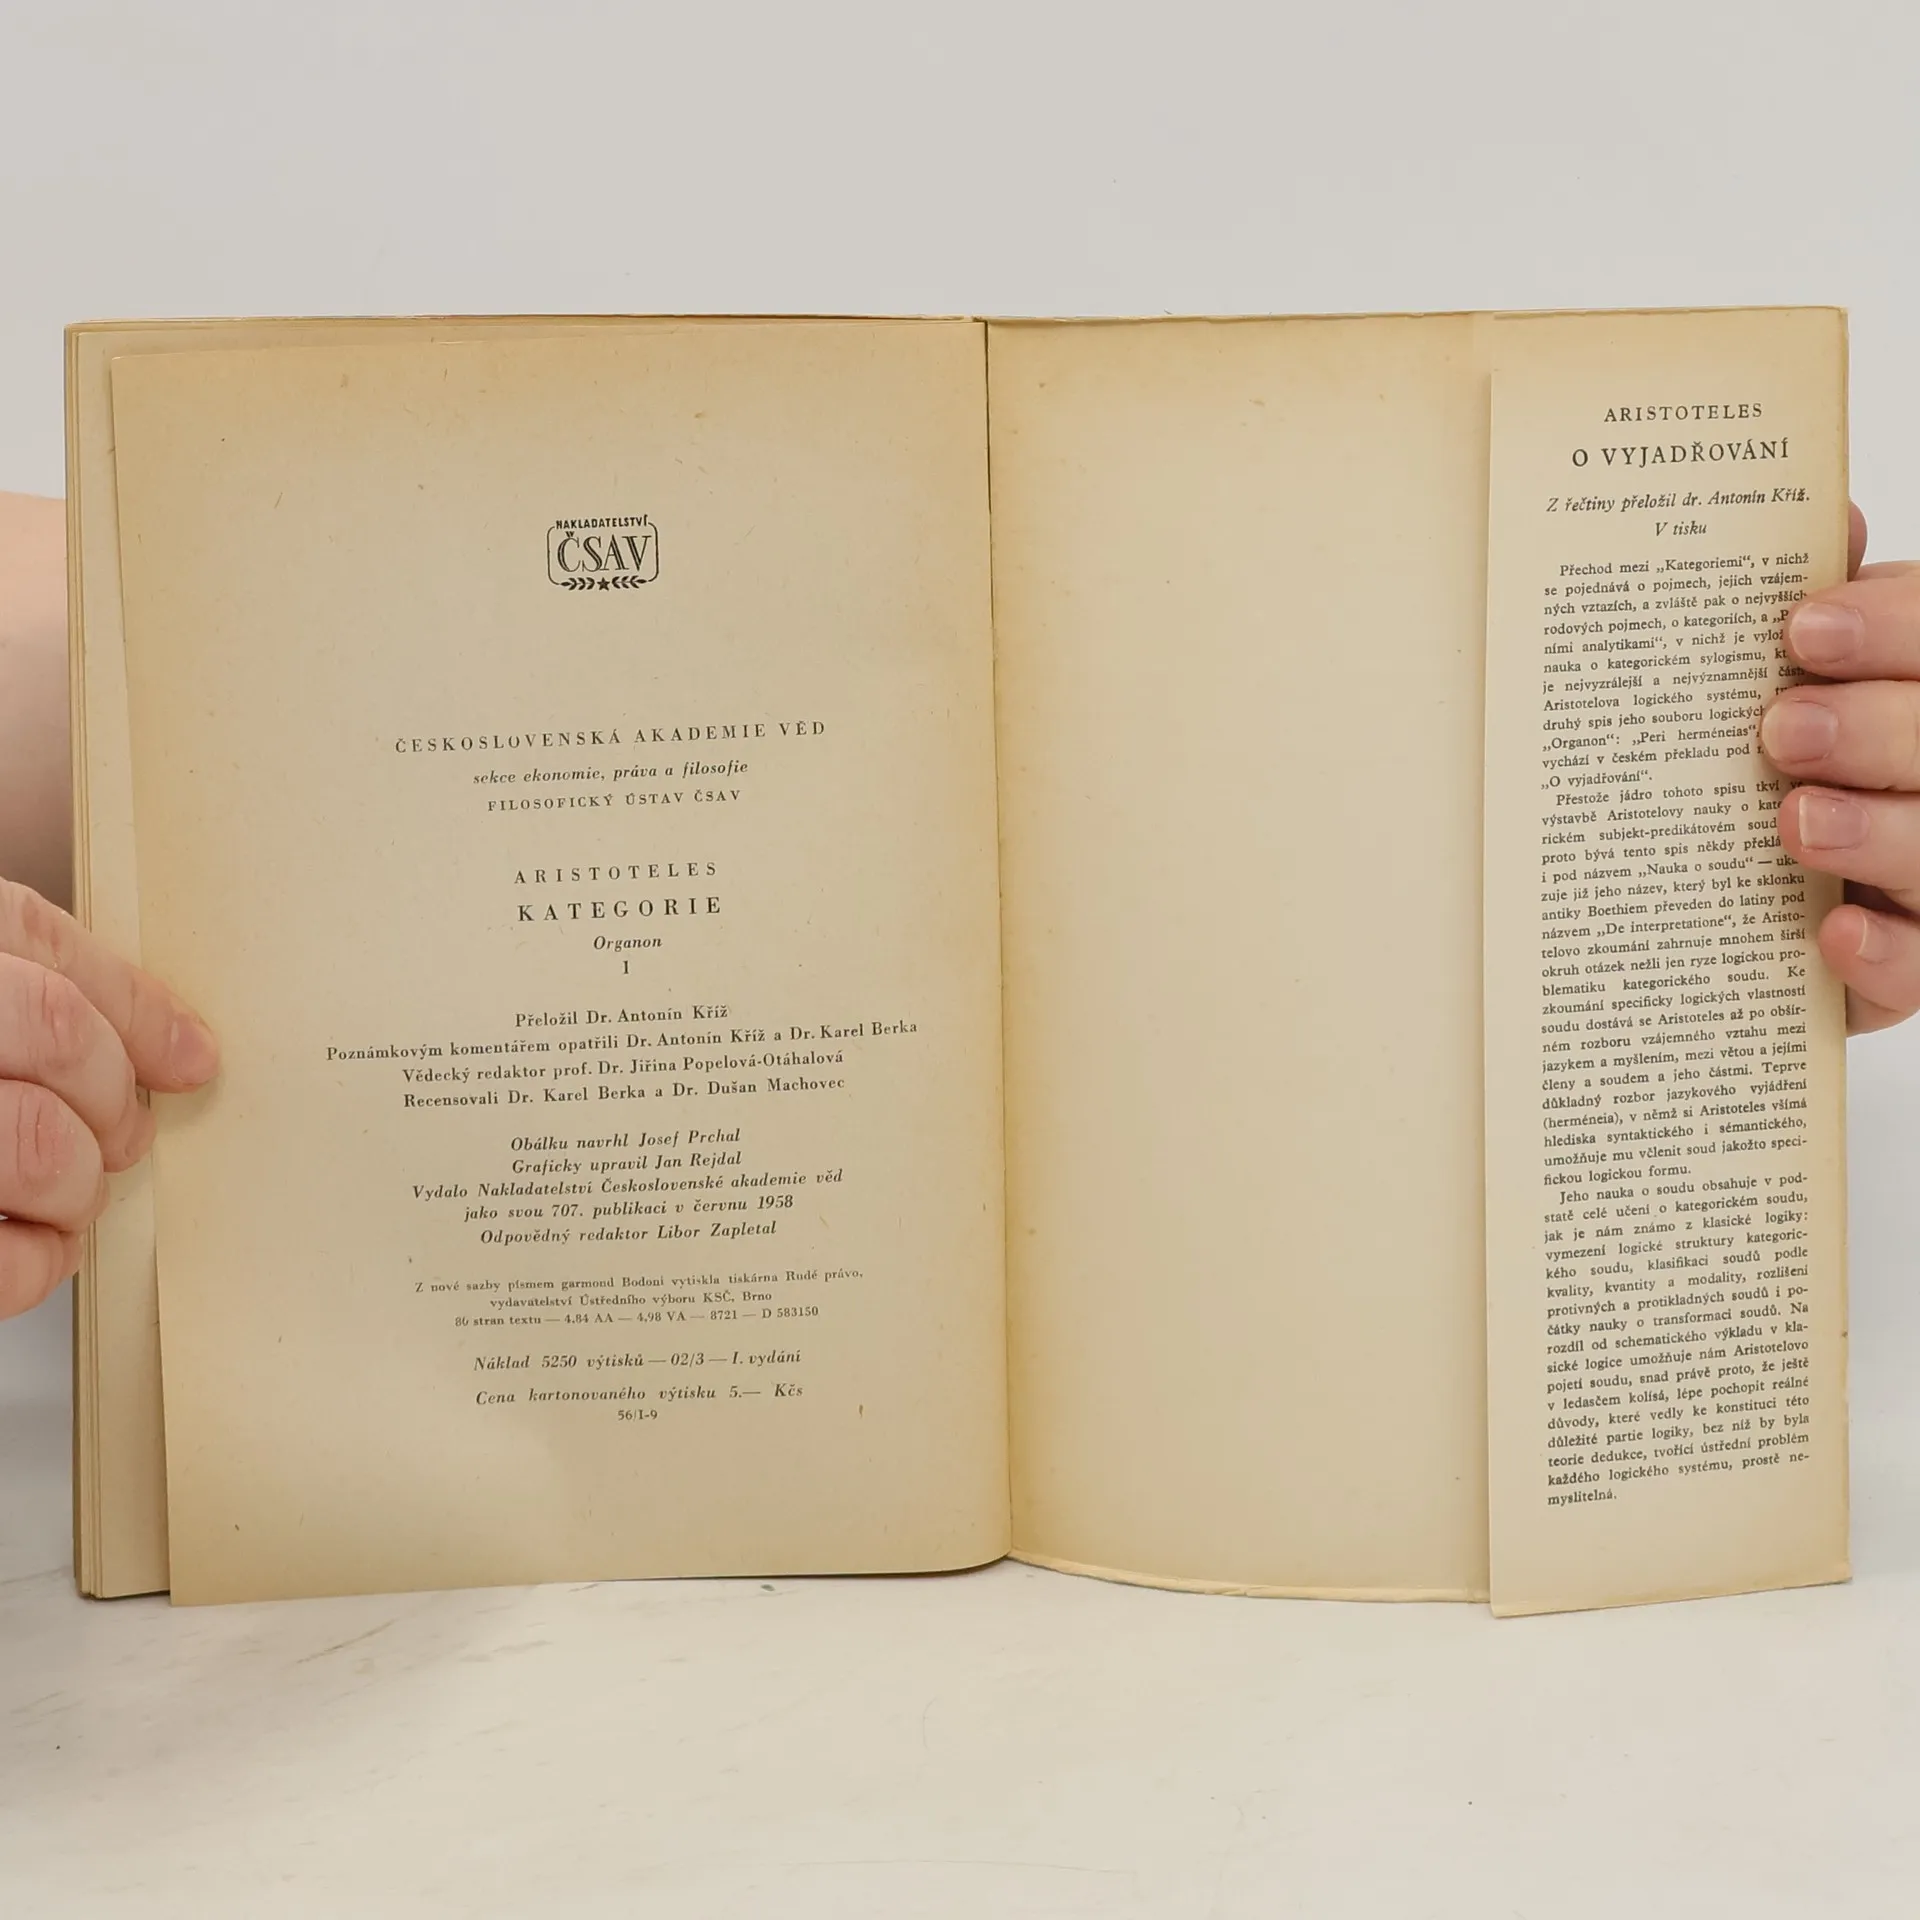 NAKLADATELSTVÍ
ČSAV
ČESKOSLOVENSKÁ AKADEMIE VĚD
sekce ekonomie, práva a filosofie
FILOSOFICKÝ ÚSTAV ČSAV
ARISTOTELES
KATEGORIE
Organon
I
Přeložil Dr. Antonín Kříž
Poznámkovým komentářem opatřili Dr. Antonín Kříž a Dr. Karel Berka
Vědecký redaktor prof. Dr. Jiřina Popelová-Otáhalová
Recensovali Dr. Karel Berka a Dr. Dušan Machovec
Obálku navrhl Josef Prchal
Graficky upravil Jan Rejdal
Vydalo Nakladatelství Československé akademie věd
jako svou 707. publikaci v červnu 1958
Odpovědný redaktor Libor Zapletal
Z nové sazby písmem garmond Bodoni vytiskla tiskárna Rudé právo,
vydavatelství Ústředního výboru KSČ, Brno
80 stran textu — 4,84 AA — 4,98 VA — 8721 — D 583150
Náklad 5250 výtisků — 02/3 — I. vydání
Cena kartonovaného výtisku 5.— Kčs
56/I-9
ARISTOTELES
O VYJADŘOVÁNÍ
Z řečtiny přeložil dr. Antonín Kříž.
V tisku
Přechod mezi „Kategoriemi“, v nichž
se pojednává o pojmech, jejich vzájem-
ných vztazích, a zvláště pak o nejvyšších
rodových pojmech, o kategoriích, a
ními analytikami“, v nichž je
nauka o kategorickém sylogismu,
je nejvyzrálejší a nejvýznamnější
Aristotelova logického systému,
druhý spis jeho souboru logických
„Organon“: „Peri herméneias“,
vychází v českém překladu pod
„O vyjadřování“.
Přestože jádro tohoto spisu tkví
výstavbě Aristotelovy nauky o
rickém subjekt-predikátovém
proto bývá tento spis někdy
i pod názvem „Nauka o soudu“ —
zuje již jeho název, který byl ke sklonku
antiky Boethiem převeden do latiny pod
názvem „De interpretatione“, že Aristo-
telovo zkoumání zahrnuje mnohem širší
okruh otázek nežli jen ryze logickou pro-
blematiku kategorického soudu. Ke
zkoumání specificky logických vlastností
soudu dostává se Aristoteles až po obšír-
ném rozboru vzájemného vztahu mezi
jazykem a myšlením, mezi větou a jejími
členy a soudem a jeho částmi. Teprve
důkladný rozbor jazykového vyjádření
(herméneia), v němž si Aristoteles všímá
hlediska syntaktického i sémantického,
umožňuje mu včlenit soud jakožto speci-
fickou logickou formu.
Jeho nauka o soudu obsahuje v pod-
statě celé učení o kategorickém soudu,
jak je nám známo z klasické logiky:
vymezení logické struktury kategoric-
kého soudu, klasifikaci soudů podle
kvality, kvantity a modality, rozlišení
protivných a protikladných soudů i po-
čátky nauky o transformaci soudů. Na
rozdíl od schematického výkladu v kla-
sické logice umožňuje nám Aristotelovo
pojetí soudu, snad právě proto, že ještě
v ledasčem kolísá, lépe pochopit reálné
důvody, které vedly ke konstituci této
důležité partie logiky, bez níž by byla
teorie dedukce, tvořící ústřední problém
každého logického systému, prostě ne-
myslitelná.